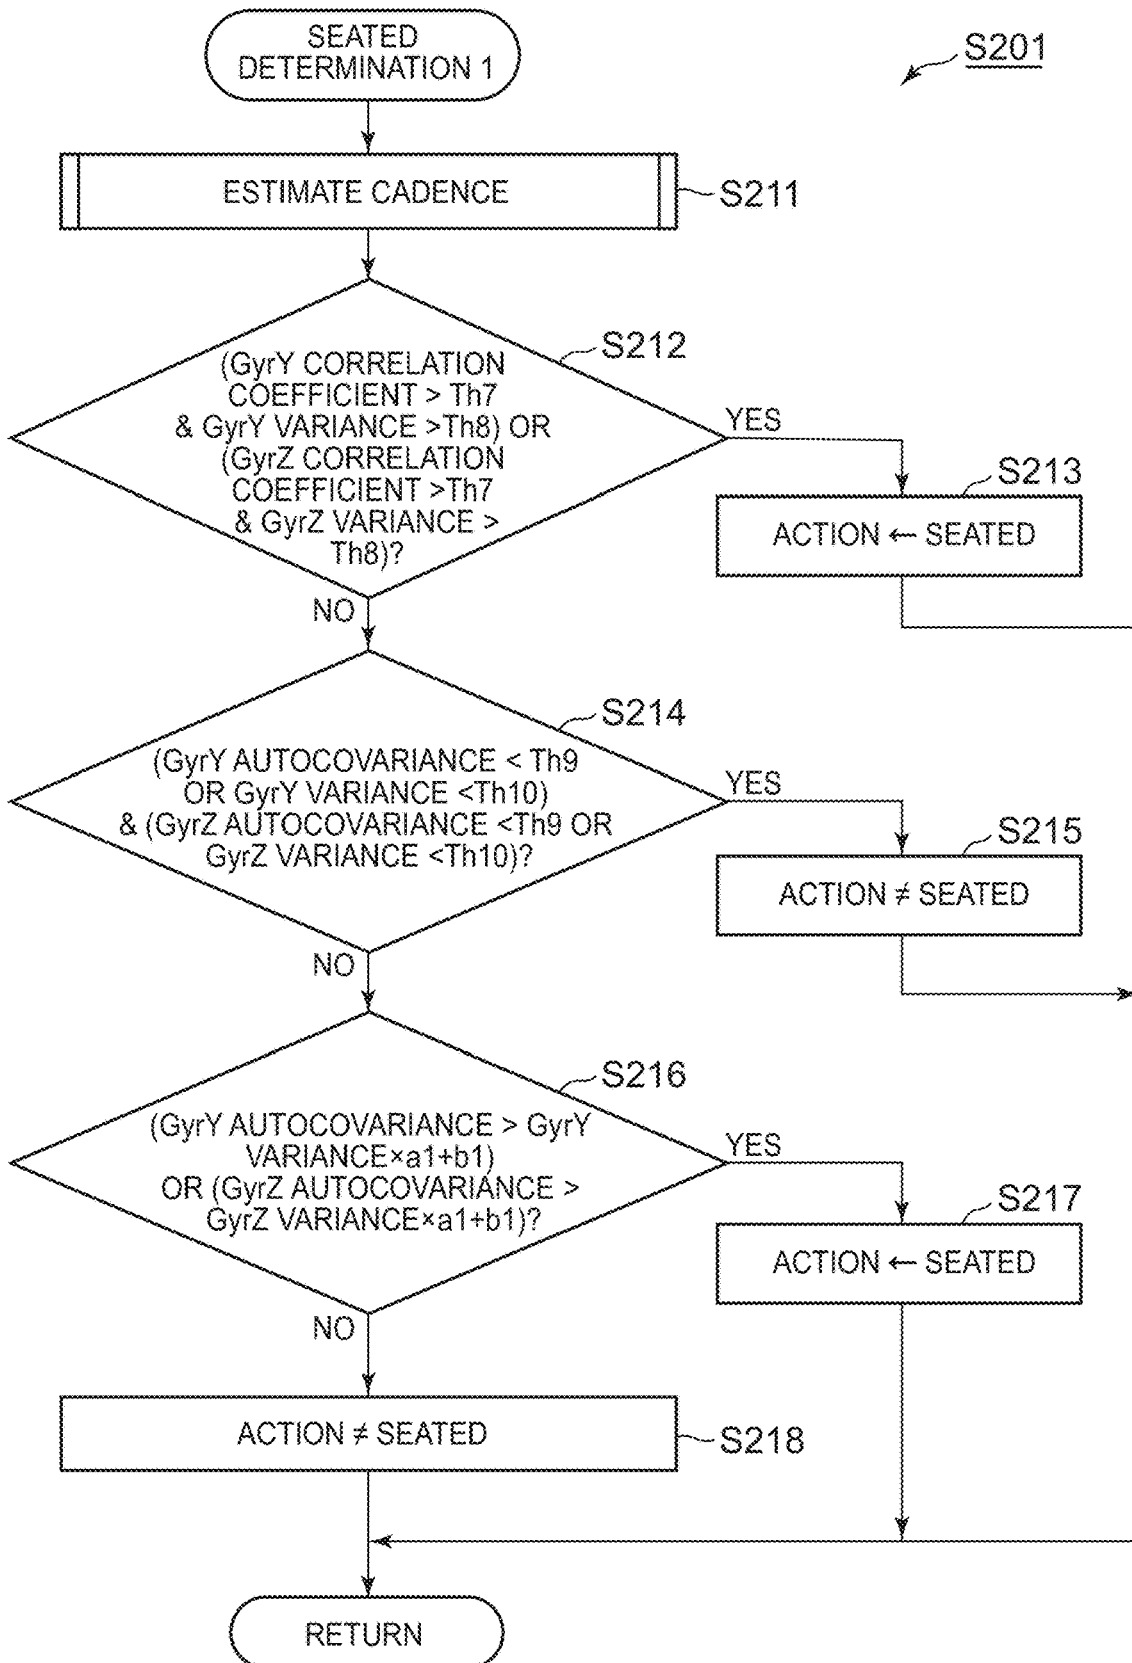 SEATED
DETERMINATION 1
S201
ESTIMATE CADENCE
S211
S212
(GyrY CORRELATION
COEFFICIENT > Th7
& GyrY VARIANCE >Th8) OR
(GyrZ CORRELATION
COEFFICIENT >Th7
& GyrZ VARIANCE >
Th8)?
YES
S213
ACTION ← SEATED
NO
S214
(GyrY AUTOCOVARIANCE < Th9
OR GyrY VARIANCE <Th10)
& (GyrZ AUTOCOVARIANCE <Th9 OR
GyrZ VARIANCE <Th10)?
YES
S215
ACTION ≠ SEATED
NO
S216
(GyrY AUTOCOVARIANCE > GyrY
VARIANCE×a1+b1)
OR (GyrZ AUTOCOVARIANCE >
GyrZ VARIANCE×a1+b1)?
YES
S217
ACTION ← SEATED
NO
ACTION ≠ SEATED
S218
RETURN